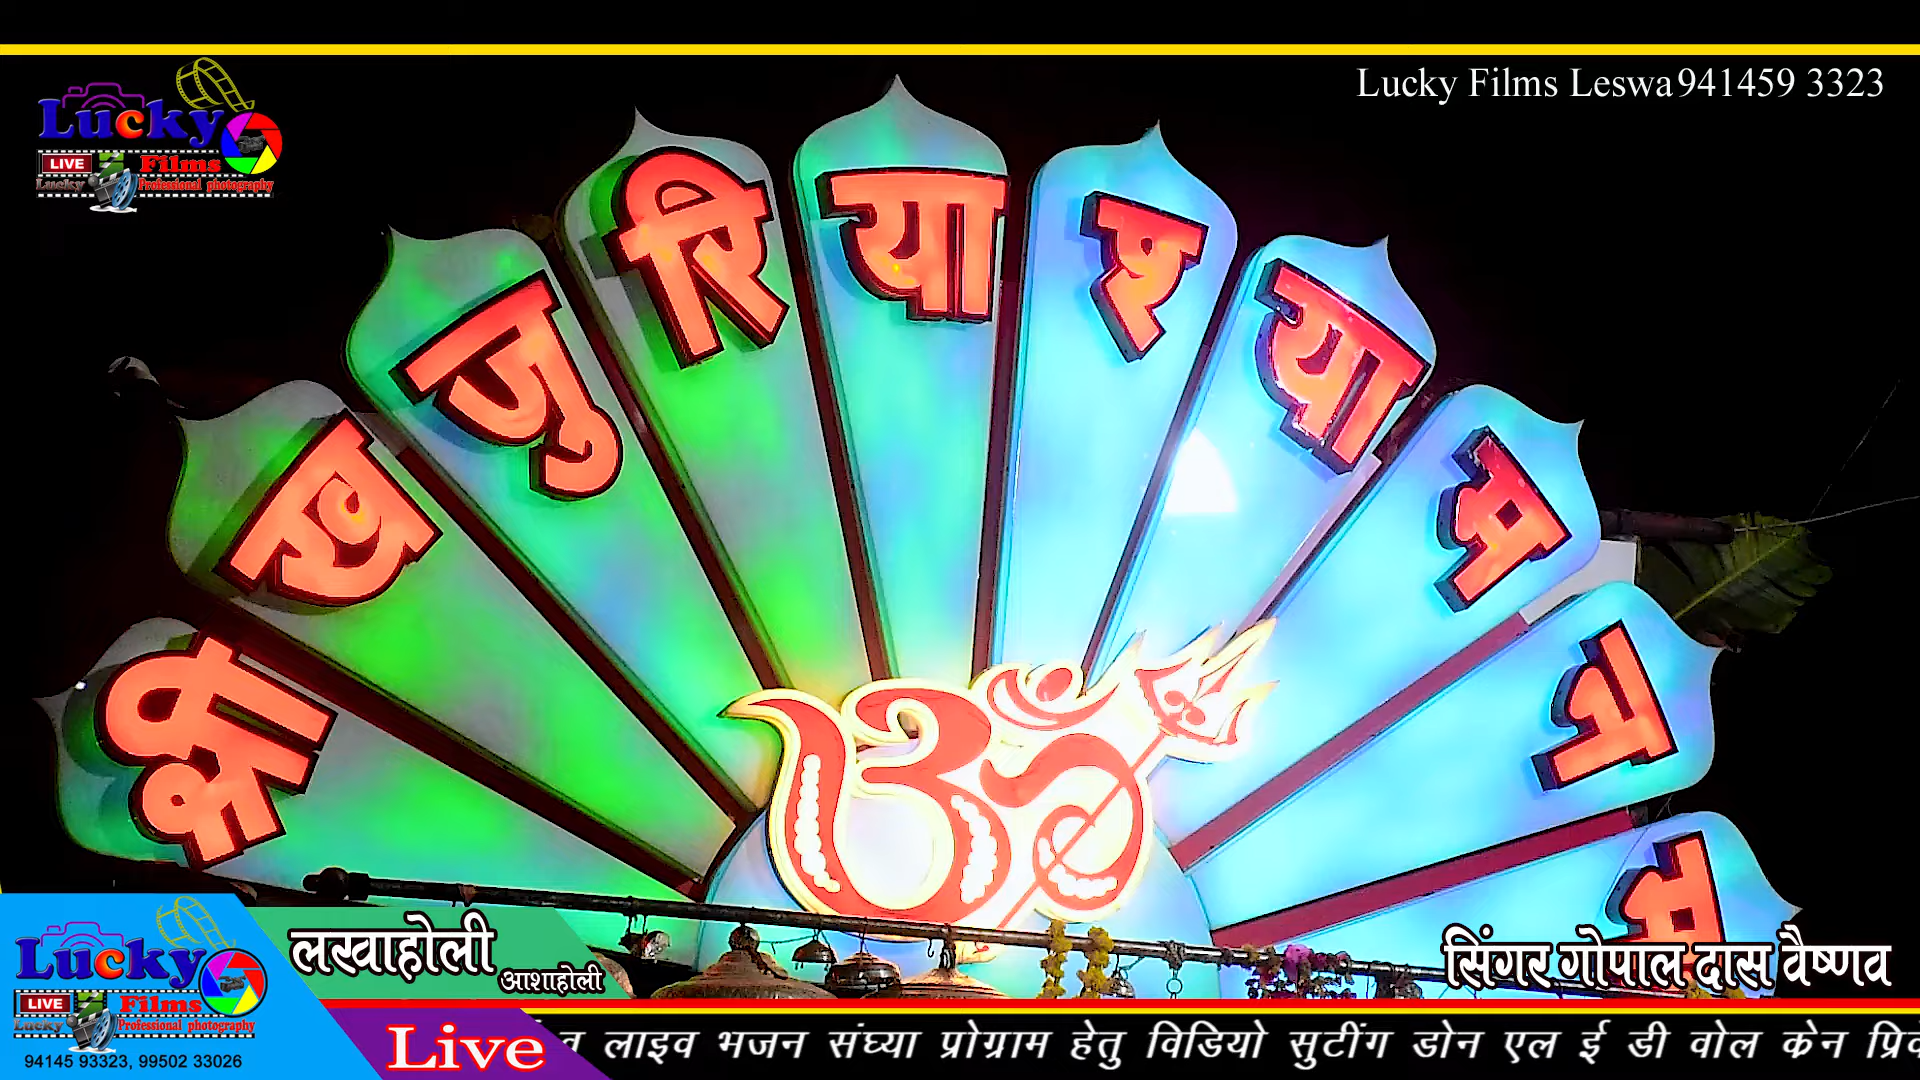 Lucky Films Leswa 941459 3323
Lucky
LIVE Films
Lucky Professional photography
श्री ख जु रि या श्या म न म
ॐ
लखाहोली
आशाहोली
सिंगर गोपाल दास वैष्णव
Lucky
LIVE Films
Lucky Professional photography
94145 93323, 99502 33026
Live
व लाइव भजन संघ्या प्रोग्राम हेतु विडियो सुटींग डोन एल ई डी वोल केन